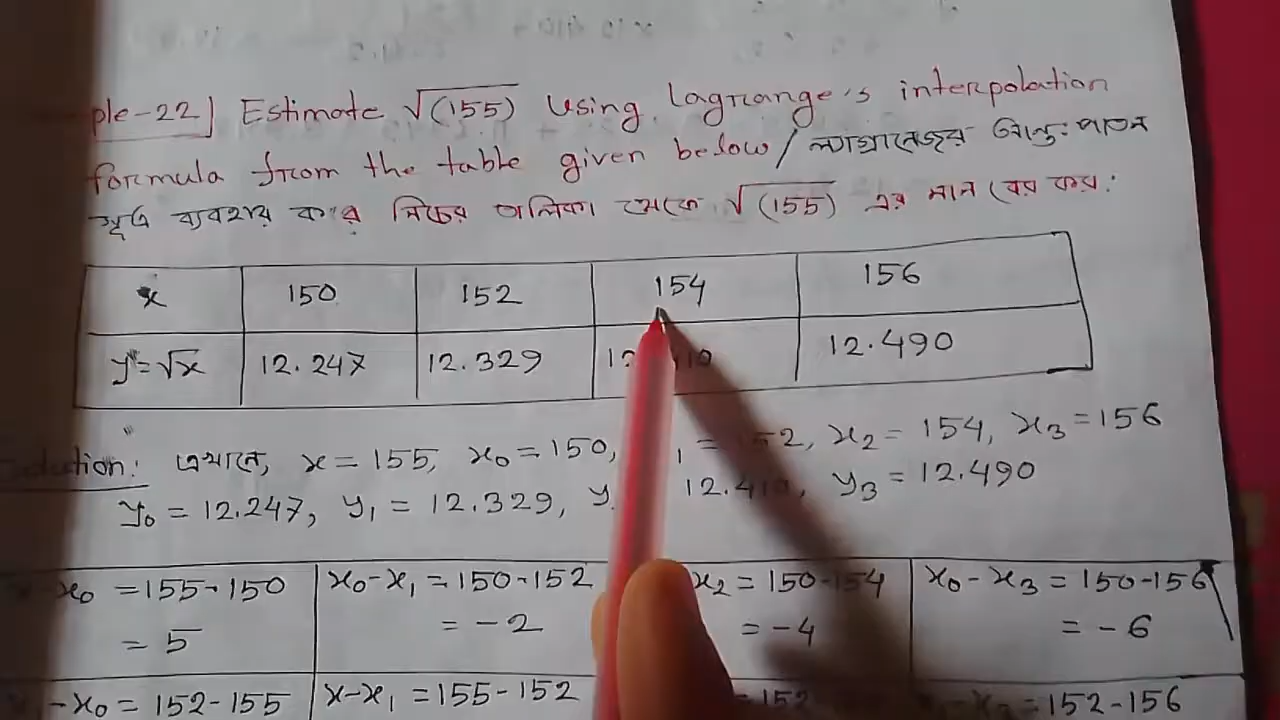 ple-22] Estimate √(155) using Lagrange's interpolation
formula from the table given below / ল্যাগ্রাঞ্জের অন্তঃপাতন
সূত্র ব্যবহার করে নিচের তালিকা থেকে √(155) এর মান বের কর:
x 150 152 154 156
y=√x 12.247 12.329 12.490
Solution: এখানে, x = 155, x₀ = 150, = 152, x₂ = 154, x₃ = 156
y₀ = 12.247, y₁ = 12.329, 12.410, y₃ = 12.490
x₀ = 155-150 x₀-x₁ = 150-152 x₂ = 150-154 x₀-x₃ = 150-156
= 5 = -2 = -4 = -6
-x₀ = 152-155 x-x₁ = 155-152 = 152-156